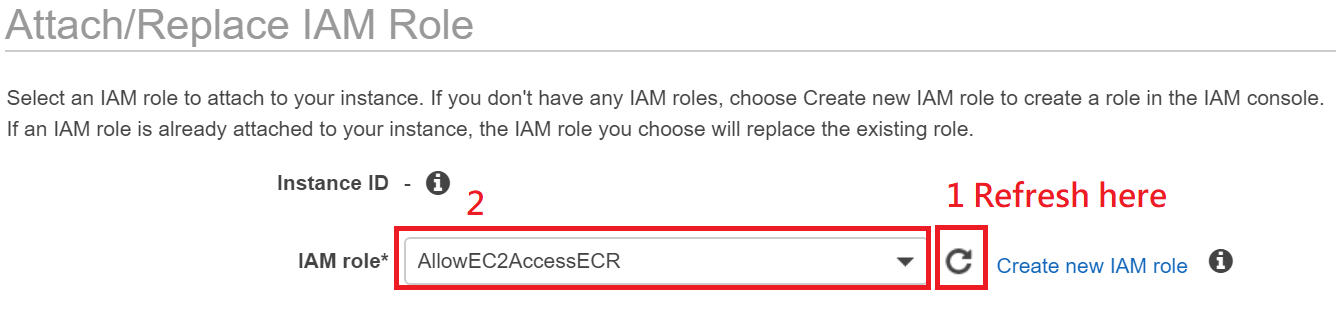 Attach/Replace IAM Role
Select an IAM role to attach to your instance. If you don't have any IAM roles, choose Create new IAM role to create a role in the IAM console.
If an IAM role is already attached to your instance, the IAM role you choose will replace the existing role.
Instance ID -
2
1 Refresh here
IAM role* AllowEC2AccessECR Create new IAM role